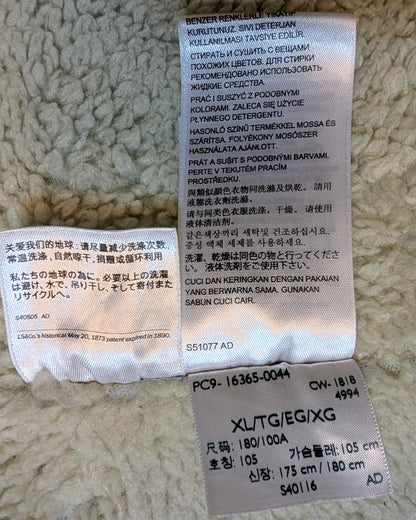 BENZER RENKLERLE YIKAYIP
KURUTUNUZ. SIVI DETERJAN
KULLANILMASI TAVSİYE EDİLİR.
СТИРАТЬ И СУШИТЬ С ВЕЩАМИ
ПОХОЖИХ ЦВЕТОВ. ДЛЯ СТИРКИ
РЕКОМЕНДОВАНО ИСПОЛЬЗОВАТЬ
ЖИДКИЕ СРЕДСТВА.
PRAĆ I SUSZYĆ Z PODOBNYMI
KOLORAMI. ZALECA SIĘ UŻYCIE
PŁYNNEGO DETERGENTU.
HASONLÓ SZÍNŰ TERMÉKKEL MOSSA ÉS
SZÁRÍTSA. FOLYÉKONY MOSÓSZER
HASZNÁLATA AJÁNLOTT.
PRÁT A SUŠIT S PODOBNÝMI BARVAMI.
PERTE V TEKUTÉM PRACÍM
PROSTŘEDKU.
與類似顏色衣物同洗滌及烘乾。請用
液態洗衣劑洗滌。
请与同类色衣服洗涤、干燥。请使用
液体清洁剂。
같은색상끼리 세탁및 건조하십시오.
중성 액체 세제를 사용하십시오.
洗濯、乾燥は同色の物と行ってくださ
い。液体洗剤をご使用ください。
CUCI DAN KERINGKAN DENGAN PAKAIAN
YANG BERWARNA SAMA. GUNAKAN
SABUN CUCI CAIR.
S51077 AD
关爱我们的地球: 请尽量减少洗涤次数
常温洗涤, 自然晾干, 捐赠或循环利用
私たちの地球の為に。必要以上の洗濯
は避け、水で、吊り干し、そして寄付また
リサイクルへ。
S40505 AD
LS&Co.'s historical May 20, 1873 patent expired in 1890.
PC9- 16365-0044
CW-1818
4994
XL/TG/EG/XG
尺码: 180/100A
호칭: 105 가슴둘레: 105 cm
신장: 175 cm / 180 cm
S40116 AD